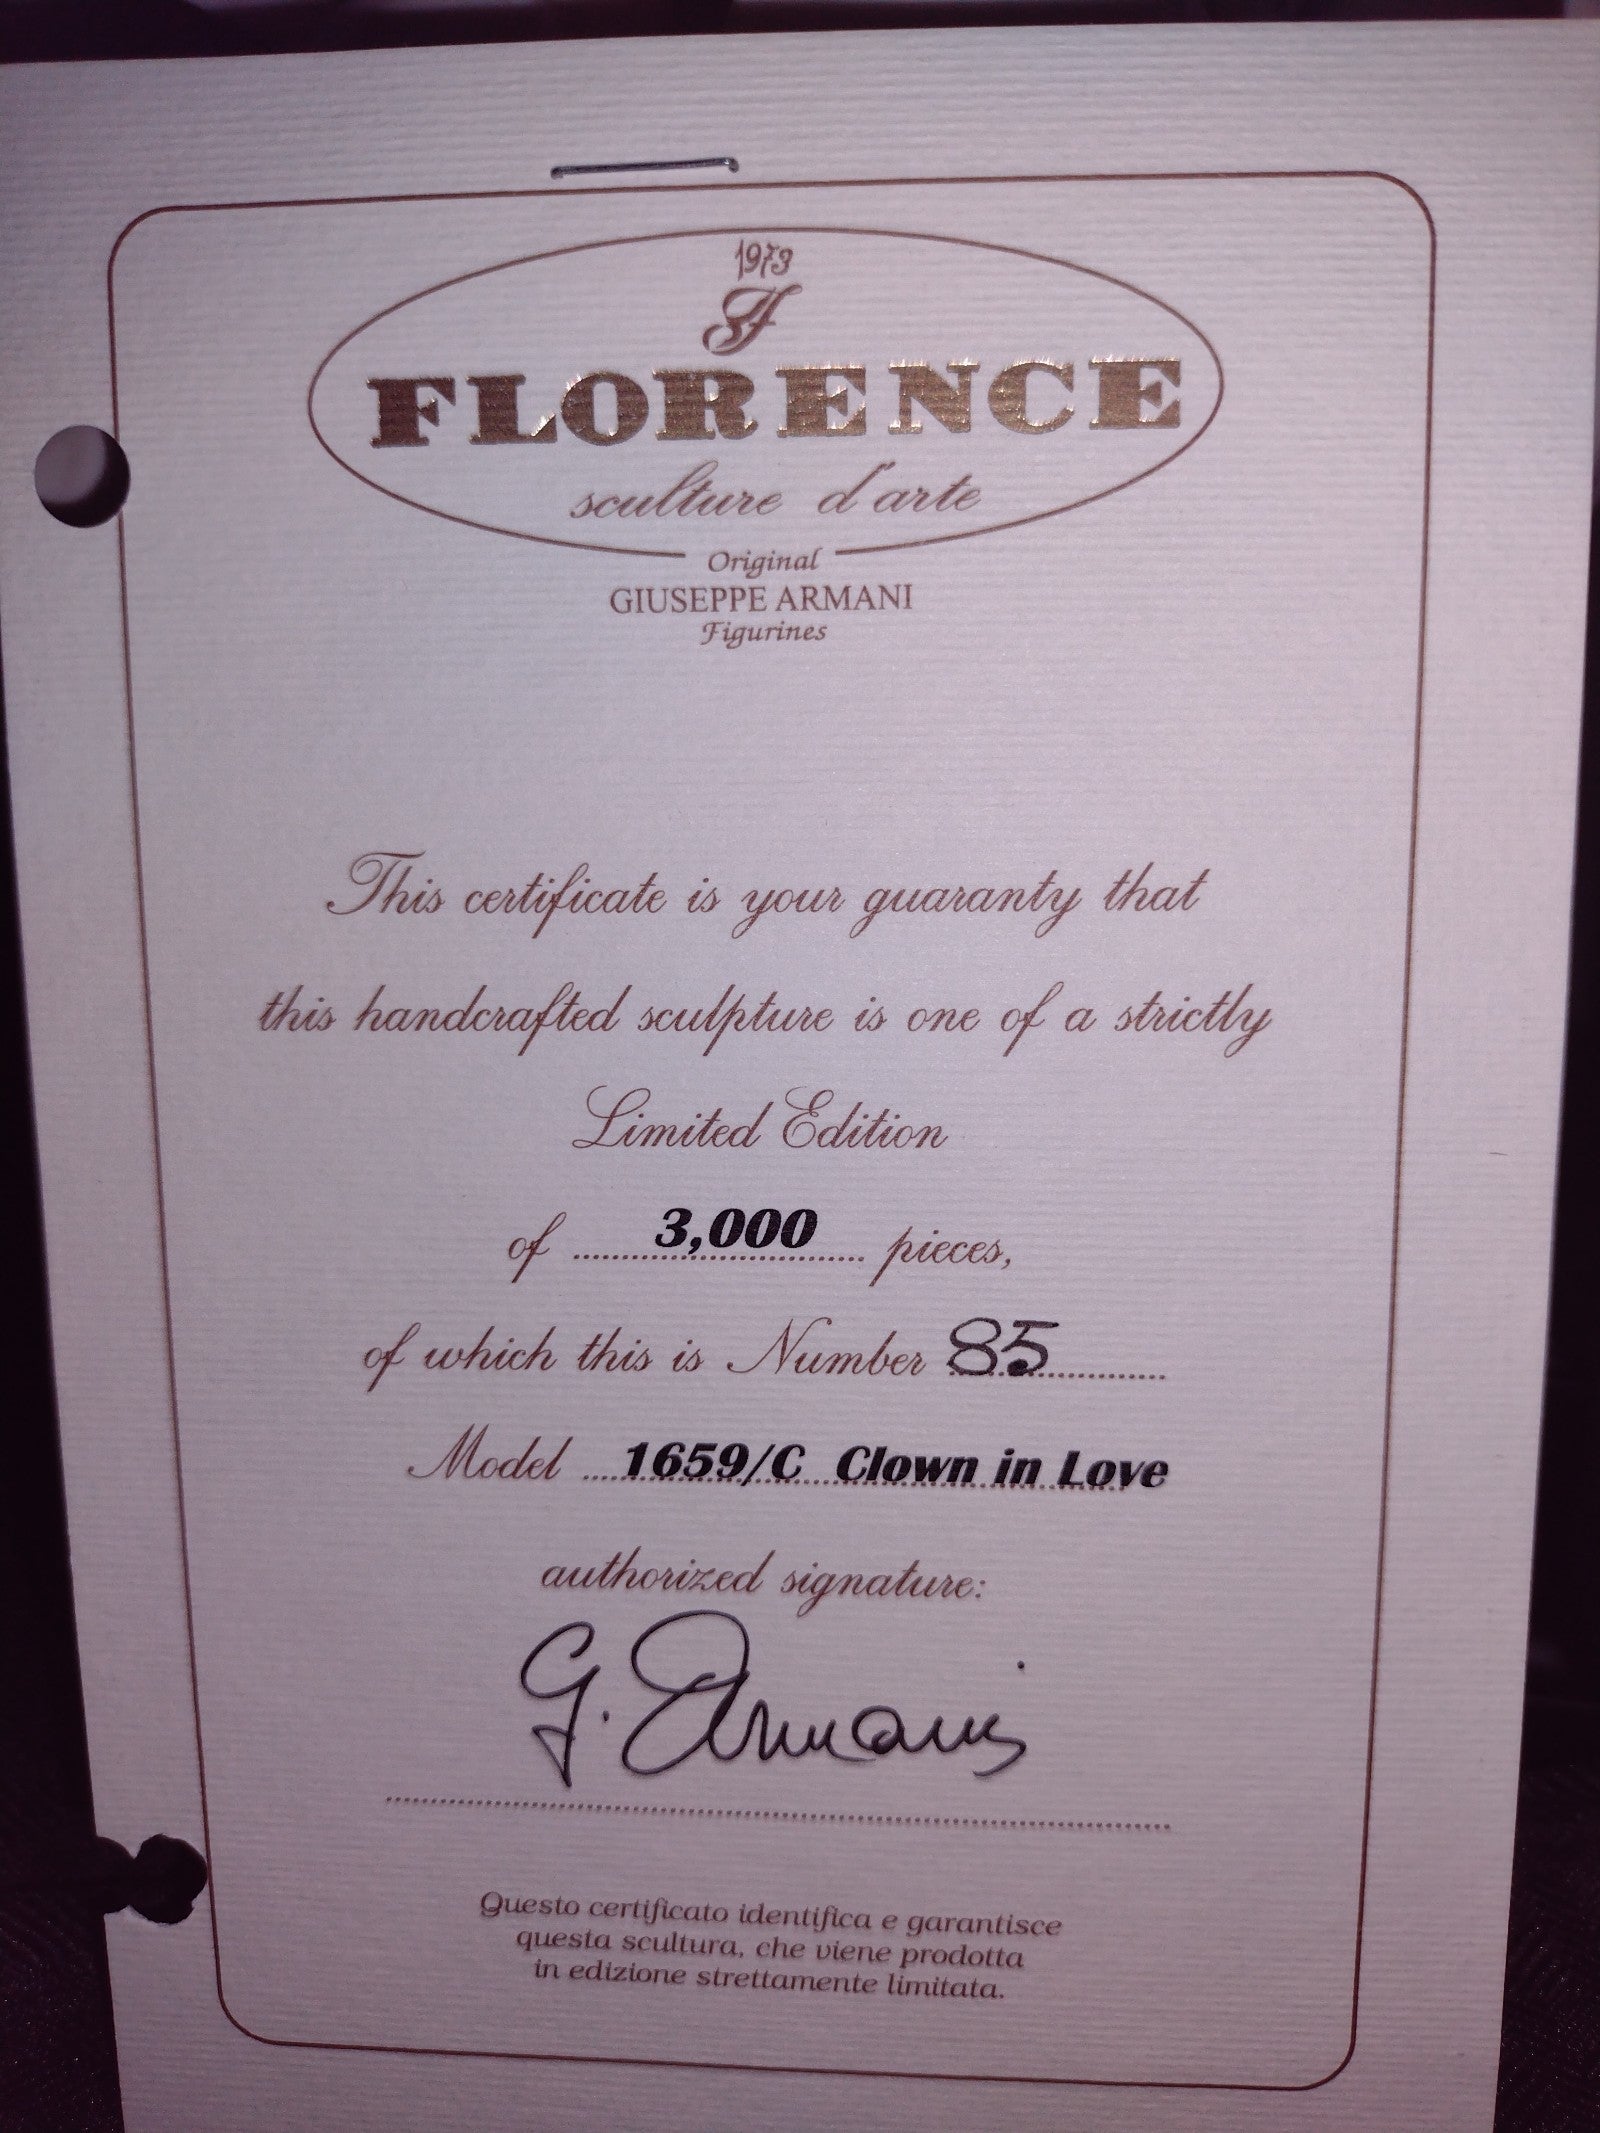 1973
FLORENCE
sculture d'arte
Original
GIUSEPPE ARMANI
Figurines
This certificate is your guaranty that
this handcrafted sculpture is one of a strictly
Limited Edition
of ........3,000........ pieces,
of which this is Number 85
Model 1659/C Clown in Love
authorized signature:
G. Armani
Questo certificato identifica e garantisce
questa scultura, che viene prodotta
in edizione strettamente limitata.